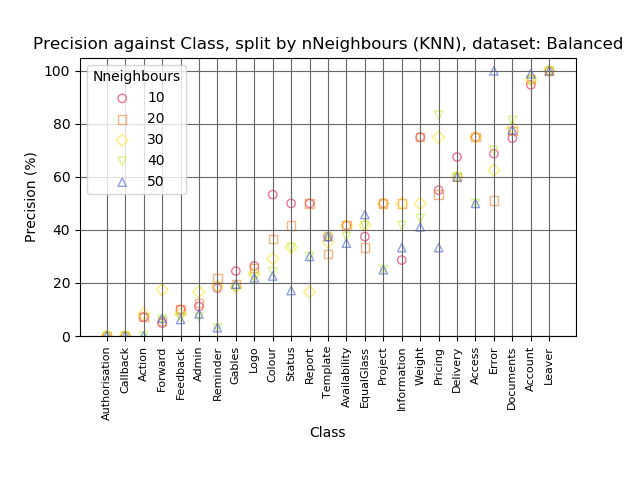 Precision against Class, split by nNeighbours (KNN), dataset: Balanced
Nneighbours
10
20
30
40
50
100
80
60
40
20
0
Precision (%)
Authorisation
Callback
Action
Forward
Feedback
Admin
Reminder
Gables
Logo
Colour
Status
Report
Template
Availability
EqualGlass
Project
Information
Weight
Pricing
Delivery
Access
Error
Documents
Account
Leaver
Class